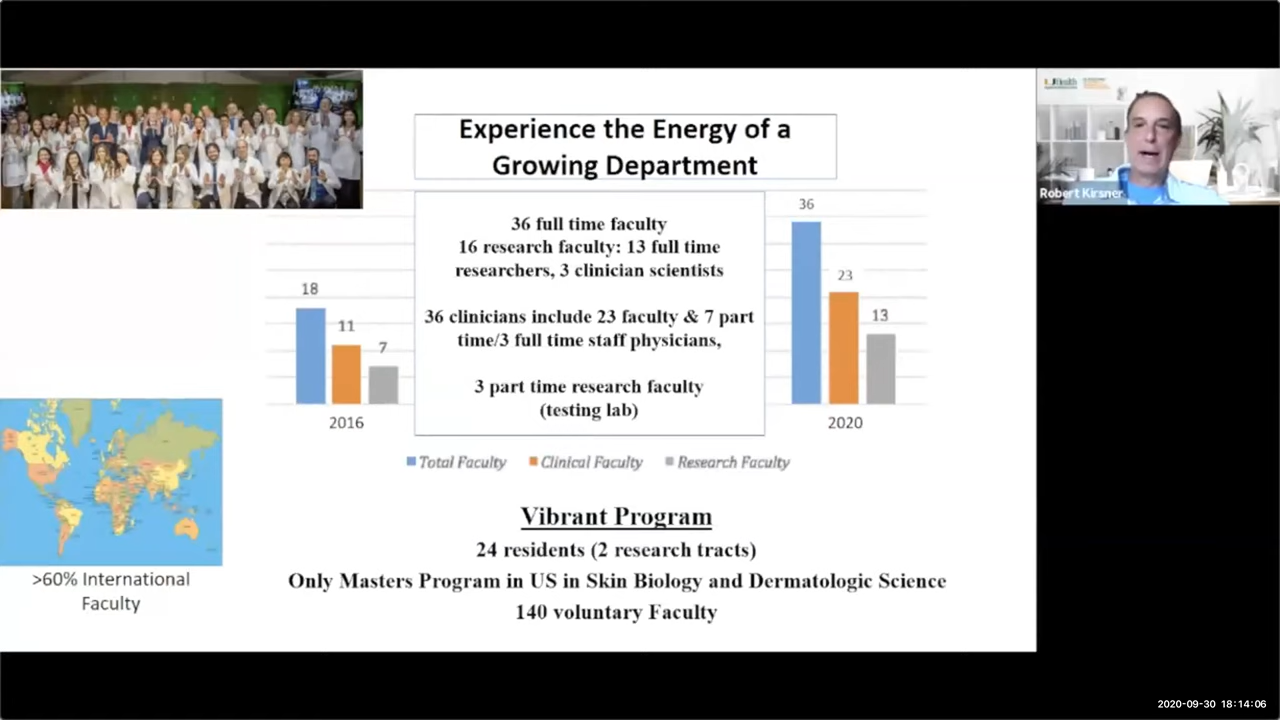 Experience the Energy of a
Growing Department
36 full time faculty
16 research faculty: 13 full time
researchers, 3 clinician scientists
36 clinicians include 23 faculty & 7 part
time/3 full time staff physicians,
3 part time research faculty
(testing lab)
18
11
7
2016
36
23
13
2020
Total Faculty
Clinical Faculty
Research Faculty
Vibrant Program
24 residents (2 research tracts)
Only Masters Program in US in Skin Biology and Dermatologic Science
140 voluntary Faculty
>60% International
Faculty
Robert Kirsner
2020-09-30 18:14:06